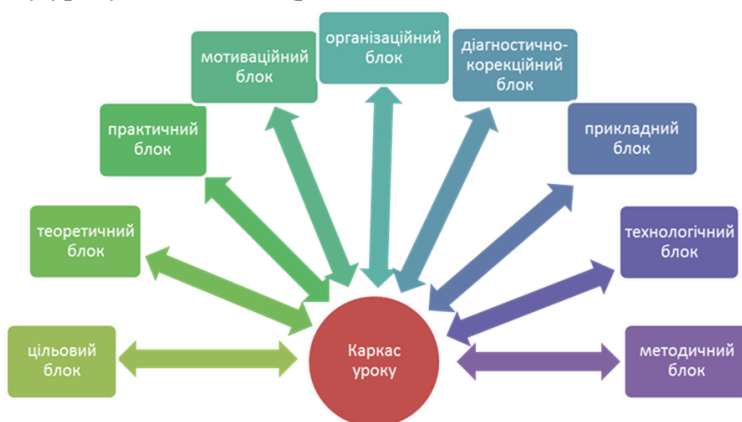 організаційний
блок
мотиваційний
блок
діагностично-
корекційний
блок
практичний
блок
прикладний
блок
теоретичний
блок
технологічний
блок
цільовий
блок
Каркас
уроку
методичний
блок